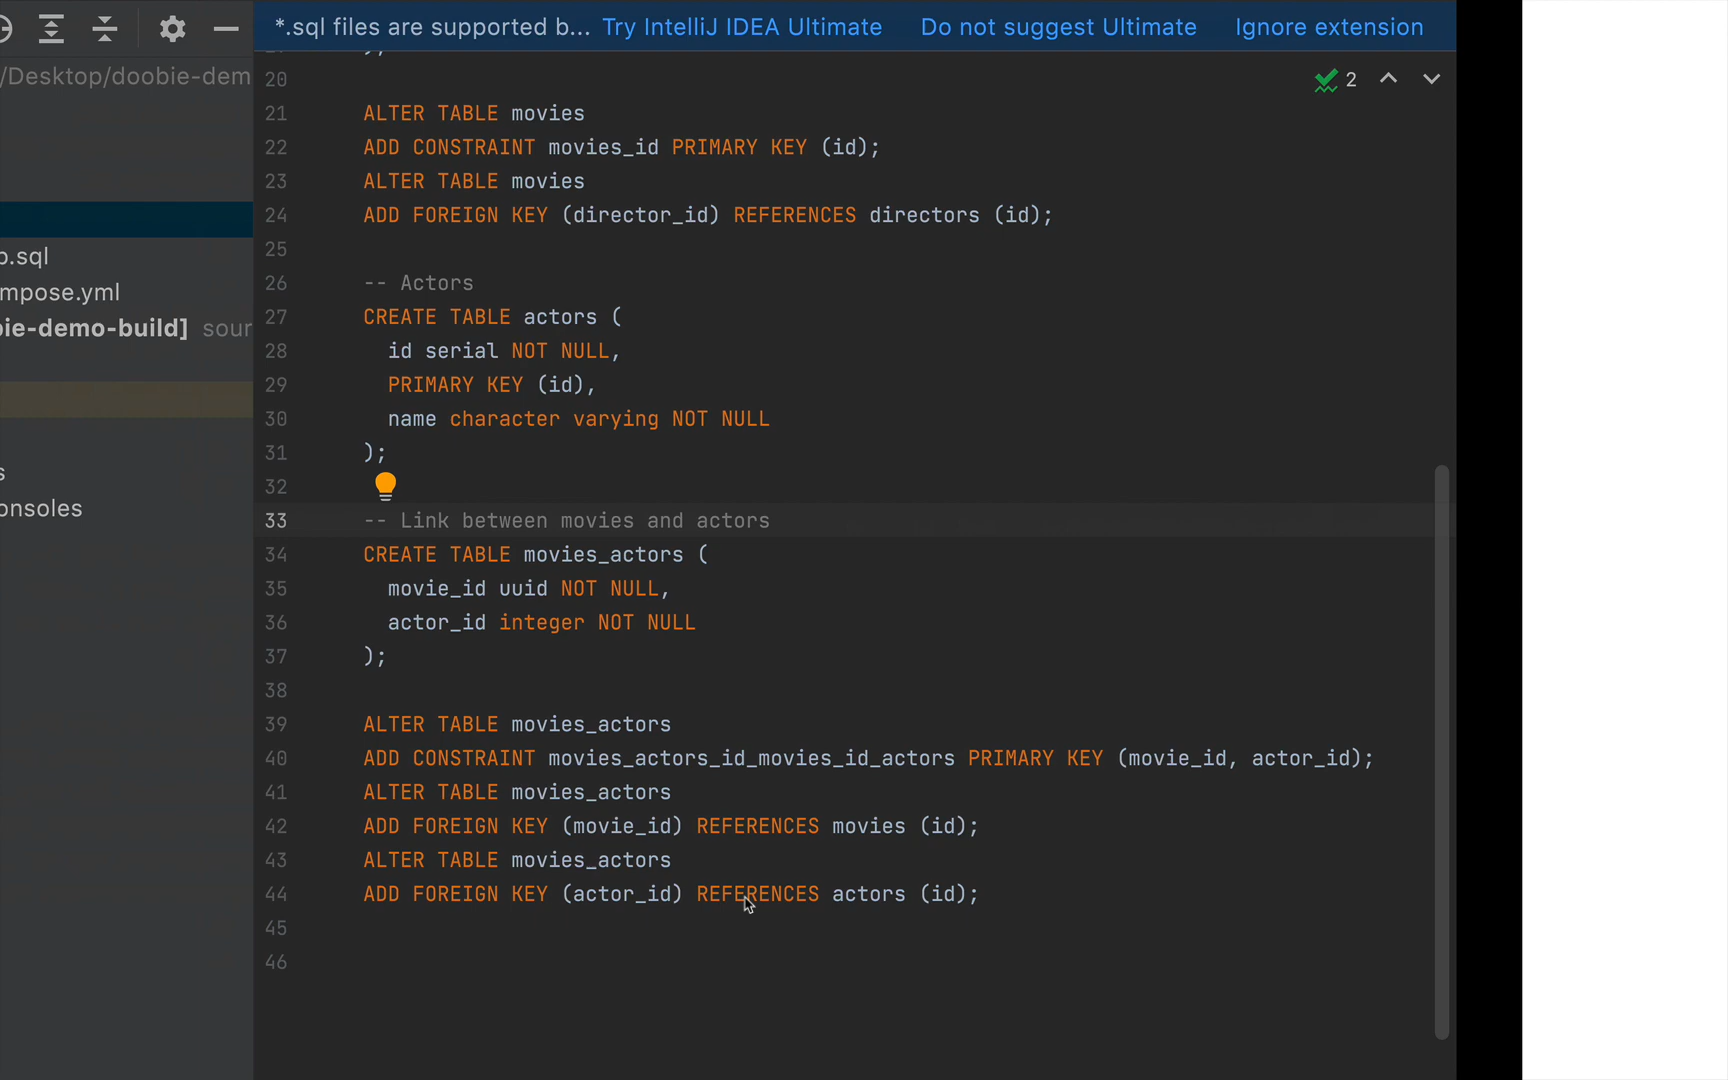 *.sql files are supported b... Try IntelliJ IDEA Ultimate Do not suggest Ultimate Ignore extension
/Desktop/doobie-dem
2
p.sql
mpose.yml
bie-demo-build] sour
s
onsoles
20
21 ALTER TABLE movies
22 ADD CONSTRAINT movies_id PRIMARY KEY (id);
23 ALTER TABLE movies
24 ADD FOREIGN KEY (director_id) REFERENCES directors (id);
25
26 -- Actors
27 CREATE TABLE actors (
28 id serial NOT NULL,
29 PRIMARY KEY (id),
30 name character varying NOT NULL
31 );
32
33 -- Link between movies and actors
34 CREATE TABLE movies_actors (
35 movie_id uuid NOT NULL,
36 actor_id integer NOT NULL
37 );
38
39 ALTER TABLE movies_actors
40 ADD CONSTRAINT movies_actors_id_movies_id_actors PRIMARY KEY (movie_id, actor_id);
41 ALTER TABLE movies_actors
42 ADD FOREIGN KEY (movie_id) REFERENCES movies (id);
43 ALTER TABLE movies_actors
44 ADD FOREIGN KEY (actor_id) REFERENCES actors (id);
45
46